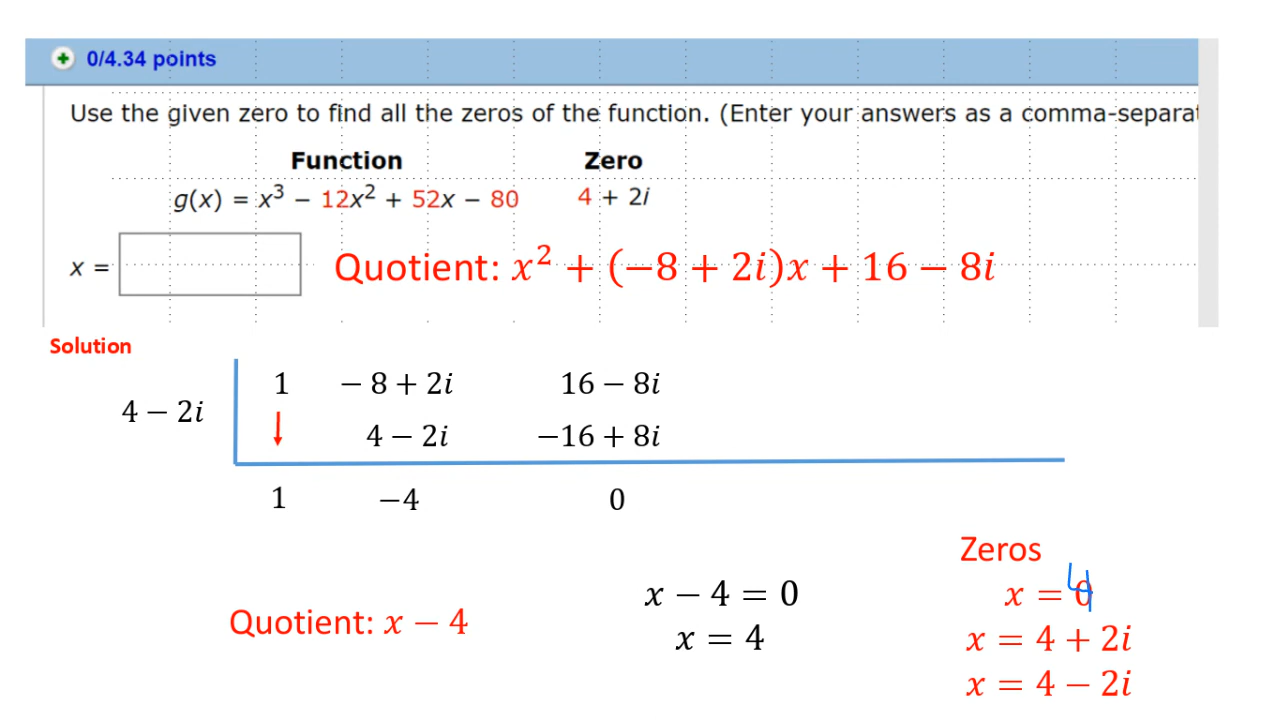 0/4.34 points
Use the given zero to find all the zeros of the function. (Enter your answers as a comma-separat
Function Zero
g(x) = x³ − 12x² + 52x − 80 4 + 2i
x =
Quotient: x² + (−8 + 2i)x + 16 − 8i
Solution
1 −8 + 2i 16 − 8i
4 − 2i
4 − 2i −16 + 8i
1 −4 0
Zeros
x − 4 = 0
x = 0 4
Quotient: x − 4
x = 4
x = 4 + 2i
x = 4 − 2i